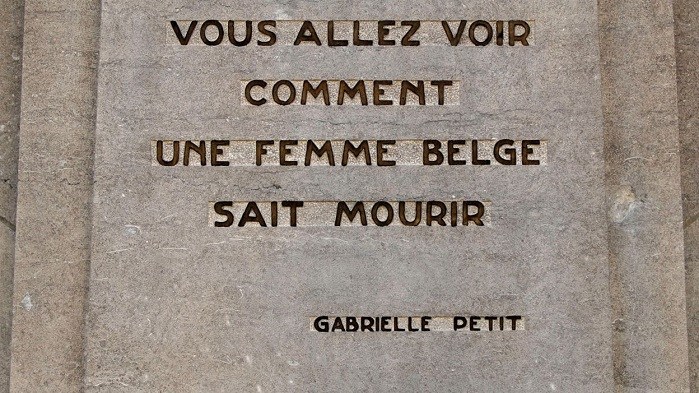 VOUS ALLEZ VOIR
COMMENT
UNE FEMME BELGE
SAIT MOURIR
GABRIELLE PETIT